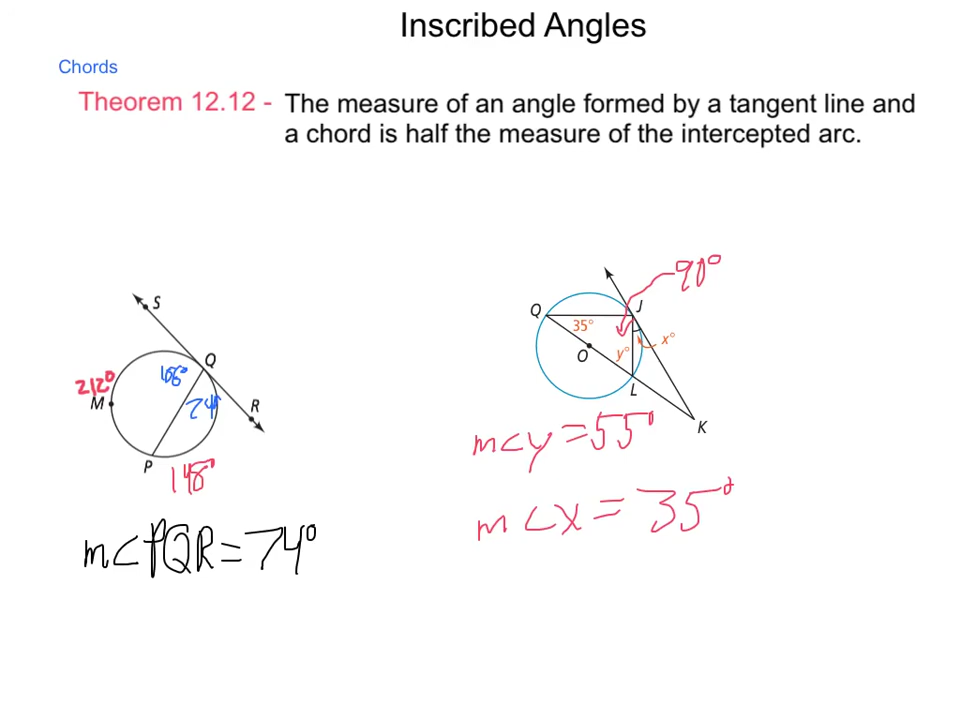 Inscribed Angles
Chords
Theorem 12.12 - The measure of an angle formed by a tangent line and
a chord is half the measure of the intercepted arc.
S
Q
212°
M
74°
R
P
148°
m<PQR=74°
90°
Q
J
35°
x°
O
y°
L
K
m<y=55°
m<x=35°